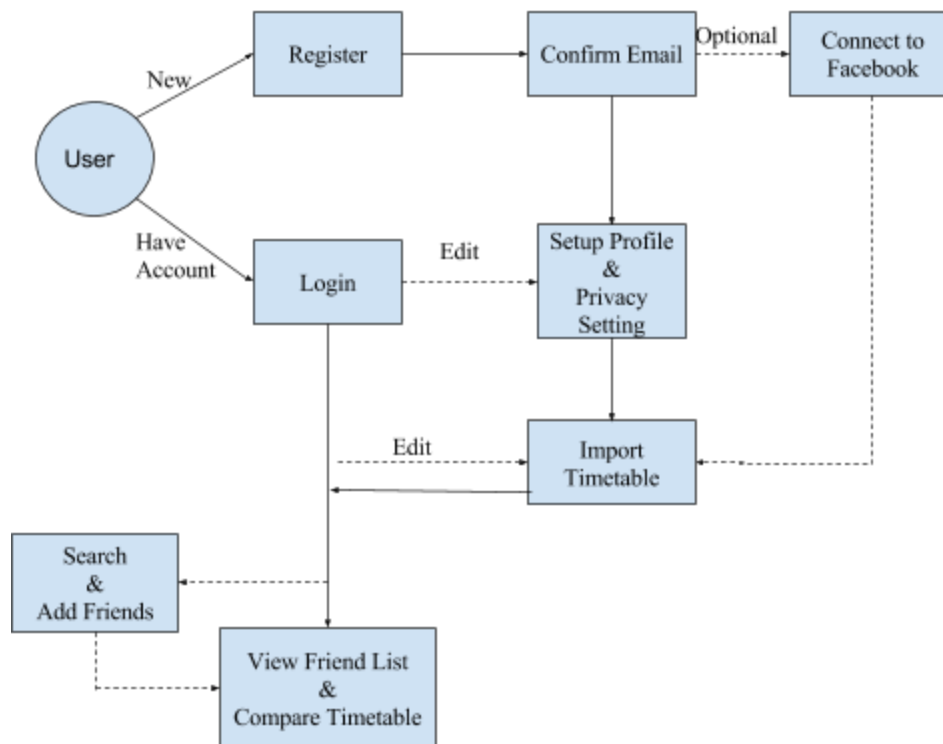 Register
Confirm Email
Optional
Connect to
Facebook
New
User
Have
Account
Login
Edit
Setup Profile
&
Privacy
Setting
Edit
Import
Timetable
Search
&
Add Friends
View Friend List
&
Compare Timetable